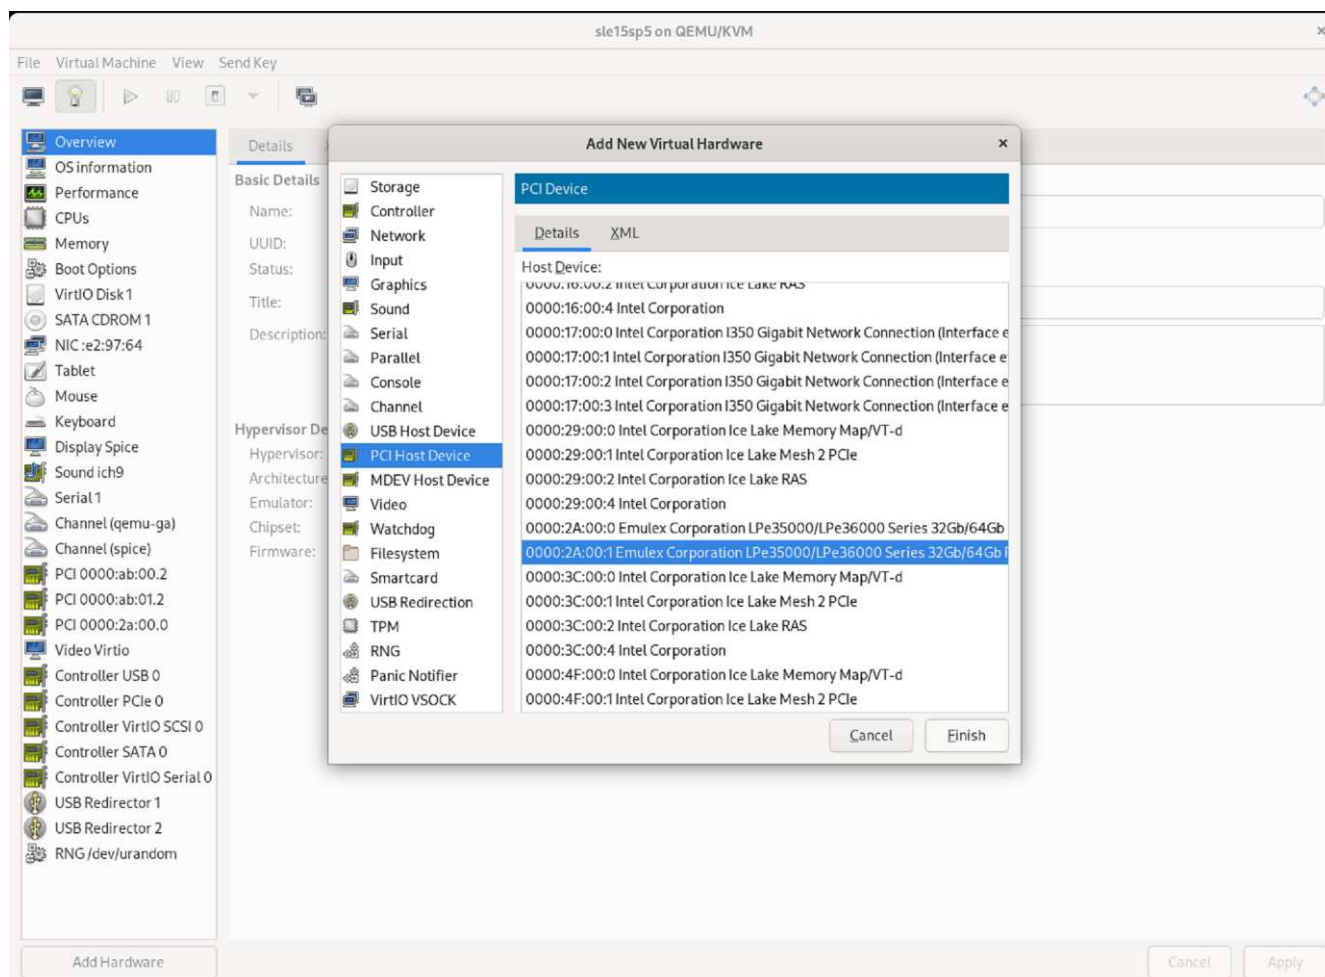 sle15sp5 on QEMU/KVM
File Virtual Machine View Send Key
Overview
OS information
Performance
CPUs
Memory
Boot Options
VirtIO Disk 1
SATA CDROM 1
NIC :e2:97:64
Tablet
Mouse
Keyboard
Display Spice
Sound ich9
Serial 1
Channel (qemu-ga)
Channel (spice)
PCI 0000:ab:00.2
PCI 0000:ab:01.2
PCI 0000:2a:00.0
Video Virtio
Controller USB 0
Controller PCIe 0
Controller VirtIO SCSI 0
Controller SATA 0
Controller VirtIO Serial 0
USB Redirector 1
USB Redirector 2
RNG /dev/urandom
Add Hardware
Details
Basic Details
Name:
UUID:
Status:
Title:
Description:
Hypervisor De
Hypervisor:
Architecture
Emulator:
Chipset:
Firmware:
Add New Virtual Hardware
Storage
Controller
Network
Input
Graphics
Sound
Serial
Parallel
Console
Channel
USB Host Device
PCI Host Device
MDEV Host Device
Video
Watchdog
Filesystem
Smartcard
USB Redirection
TPM
RNG
Panic Notifier
VirtIO VSOCK
PCI Device
Details XML
Host Device:
0000:16:00:2 Intel Corporation Ice Lake RAS
0000:16:00:4 Intel Corporation
0000:17:00:0 Intel Corporation I350 Gigabit Network Connection (Interface e
0000:17:00:1 Intel Corporation I350 Gigabit Network Connection (Interface e
0000:17:00:2 Intel Corporation I350 Gigabit Network Connection (Interface e
0000:17:00:3 Intel Corporation I350 Gigabit Network Connection (Interface e
0000:29:00:0 Intel Corporation Ice Lake Memory Map/VT-d
0000:29:00:1 Intel Corporation Ice Lake Mesh 2 PCIe
0000:29:00:2 Intel Corporation Ice Lake RAS
0000:29:00:4 Intel Corporation
0000:2A:00:0 Emulex Corporation LPe35000/LPe36000 Series 32Gb/64Gb
0000:2A:00:1 Emulex Corporation LPe35000/LPe36000 Series 32Gb/64Gb F
0000:3C:00:0 Intel Corporation Ice Lake Memory Map/VT-d
0000:3C:00:1 Intel Corporation Ice Lake Mesh 2 PCIe
0000:3C:00:2 Intel Corporation Ice Lake RAS
0000:3C:00:4 Intel Corporation
0000:4F:00:0 Intel Corporation Ice Lake Memory Map/VT-d
0000:4F:00:1 Intel Corporation Ice Lake Mesh 2 PCIe
Cancel Finish
Cancel Apply